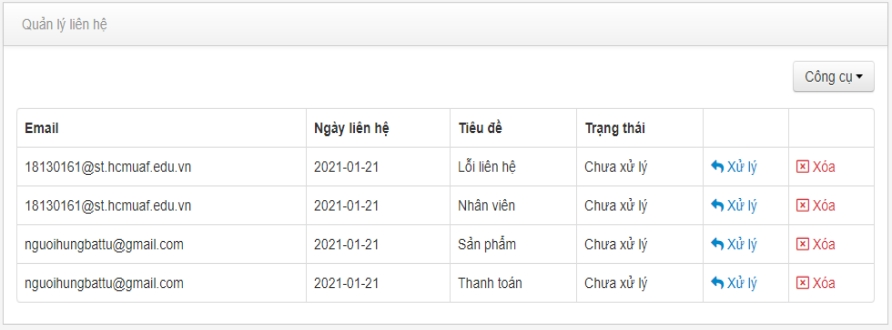 Quản lý liên hệ
Công cụ
Email Ngày liên hệ Tiêu đề Trạng thái
18130161@st.hcmuaf.edu.vn 2021-01-21 Lỗi liên hệ Chưa xử lý Xử lý Xóa
18130161@st.hcmuaf.edu.vn 2021-01-21 Nhân viên Chưa xử lý Xử lý Xóa
nguoihungbattu@gmail.com 2021-01-21 Sản phẩm Chưa xử lý Xử lý Xóa
nguoihungbattu@gmail.com 2021-01-21 Thanh toán Chưa xử lý Xử lý Xóa